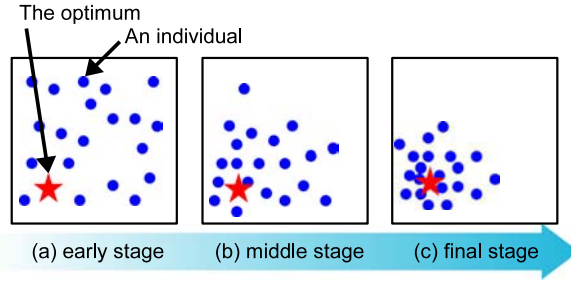 The optimum
An individual
(a) early stage
(b) middle stage
(c) final stage